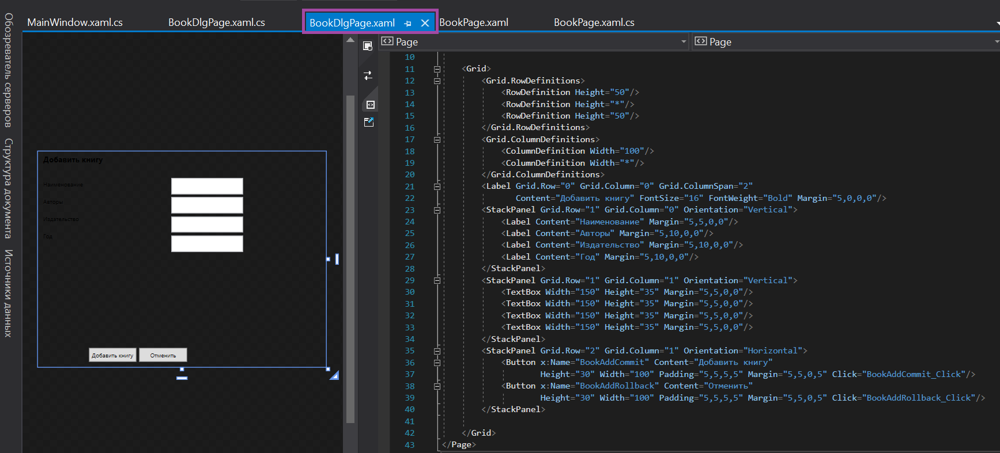 Обозреватель серверов
Структура документа
Источники данных
MainWindow.xaml.cs
BookDlgPage.xaml.cs
BookDlgPage.xaml
BookPage.xaml
BookPage.xaml.cs
Добавить книгу
Наименование
Авторы
Издательство
Год
Добавить книгу
Отменить
Page
Page
10
11 <Grid>
12 <Grid.RowDefinitions>
13 <RowDefinition Height="50"/>
14 <RowDefinition Height="*"/>
15 <RowDefinition Height="50"/>
16 </Grid.RowDefinitions>
17 <Grid.ColumnDefinitions>
18 <ColumnDefinition Width="100"/>
19 <ColumnDefinition Width="*"/>
20 </Grid.ColumnDefinitions>
21 <Label Grid.Row="0" Grid.Column="0" Grid.ColumnSpan="2"
22 Content="Добавить книгу" FontSize="16" FontWeight="Bold" Margin="5,0,0,0"/>
23 <StackPanel Grid.Row="1" Grid.Column="0" Orientation="Vertical">
24 <Label Content="Наименование" Margin="5,5,0,0"/>
25 <Label Content="Авторы" Margin="5,10,0,0"/>
26 <Label Content="Издательство" Margin="5,10,0,0"/>
27 <Label Content="Год" Margin="5,10,0,0"/>
28 </StackPanel>
29 <StackPanel Grid.Row="1" Grid.Column="1" Orientation="Vertical">
30 <TextBox Width="150" Height="35" Margin="5,5,0,0"/>
31 <TextBox Width="150" Height="35" Margin="5,5,0,0"/>
32 <TextBox Width="150" Height="35" Margin="5,5,0,0"/>
33 <TextBox Width="150" Height="35" Margin="5,5,0,0"/>
34 </StackPanel>
35 <StackPanel Grid.Row="2" Grid.Column="1" Orientation="Horizontal">
36 <Button x:Name="BookAddCommit" Content="Добавить книгу"
37 Height="30" Width="100" Padding="5,5,5,5" Margin="5,5,0,5" Click="BookAddCommit_Click"/>
38 <Button x:Name="BookAddRollback" Content="Отменить"
39 Height="30" Width="100" Padding="5,5,5,5" Margin="5,5,0,5" Click="BookAddRollback_Click"/>
40 </StackPanel>
41
42 </Grid>
43 </Page>